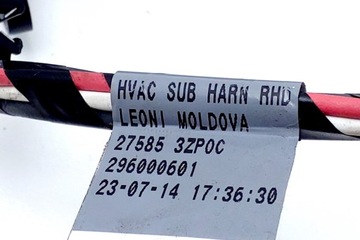 HVAC SUB HARN RHD
LEONI MOLDOVA
27585 3ZP0C
296000601
23-07-14 17:36:30